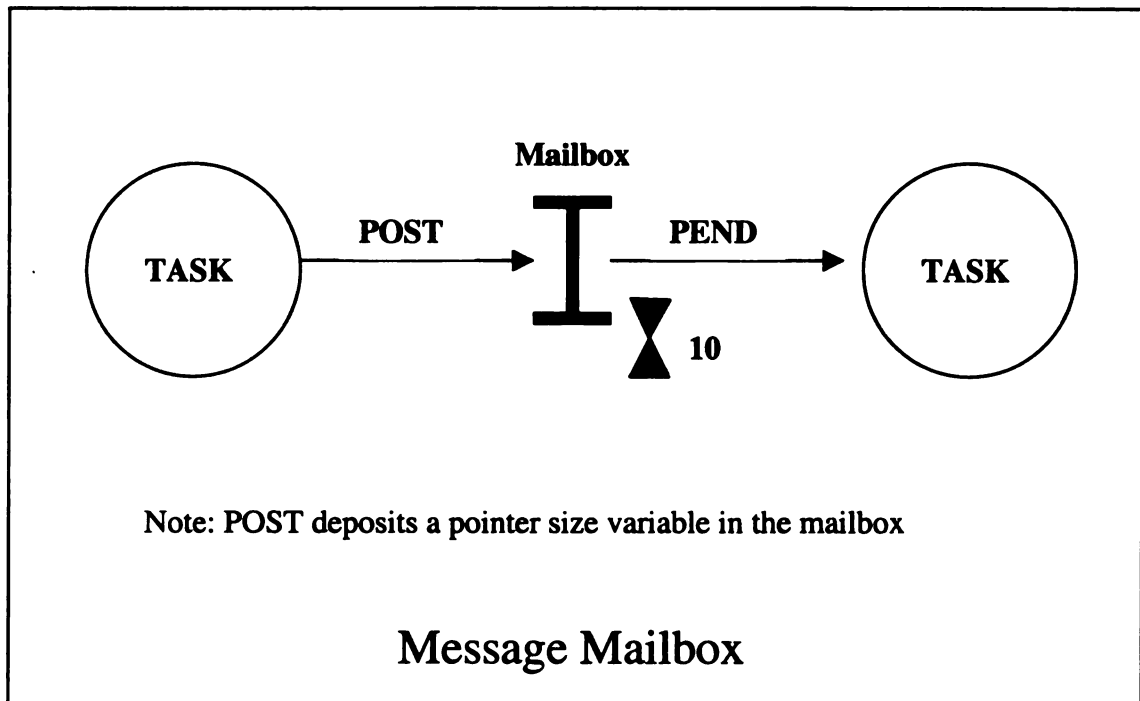 Mailbox
POST
PEND
TASK
TASK
10
Note: POST deposits a pointer size variable in the mailbox
Message Mailbox